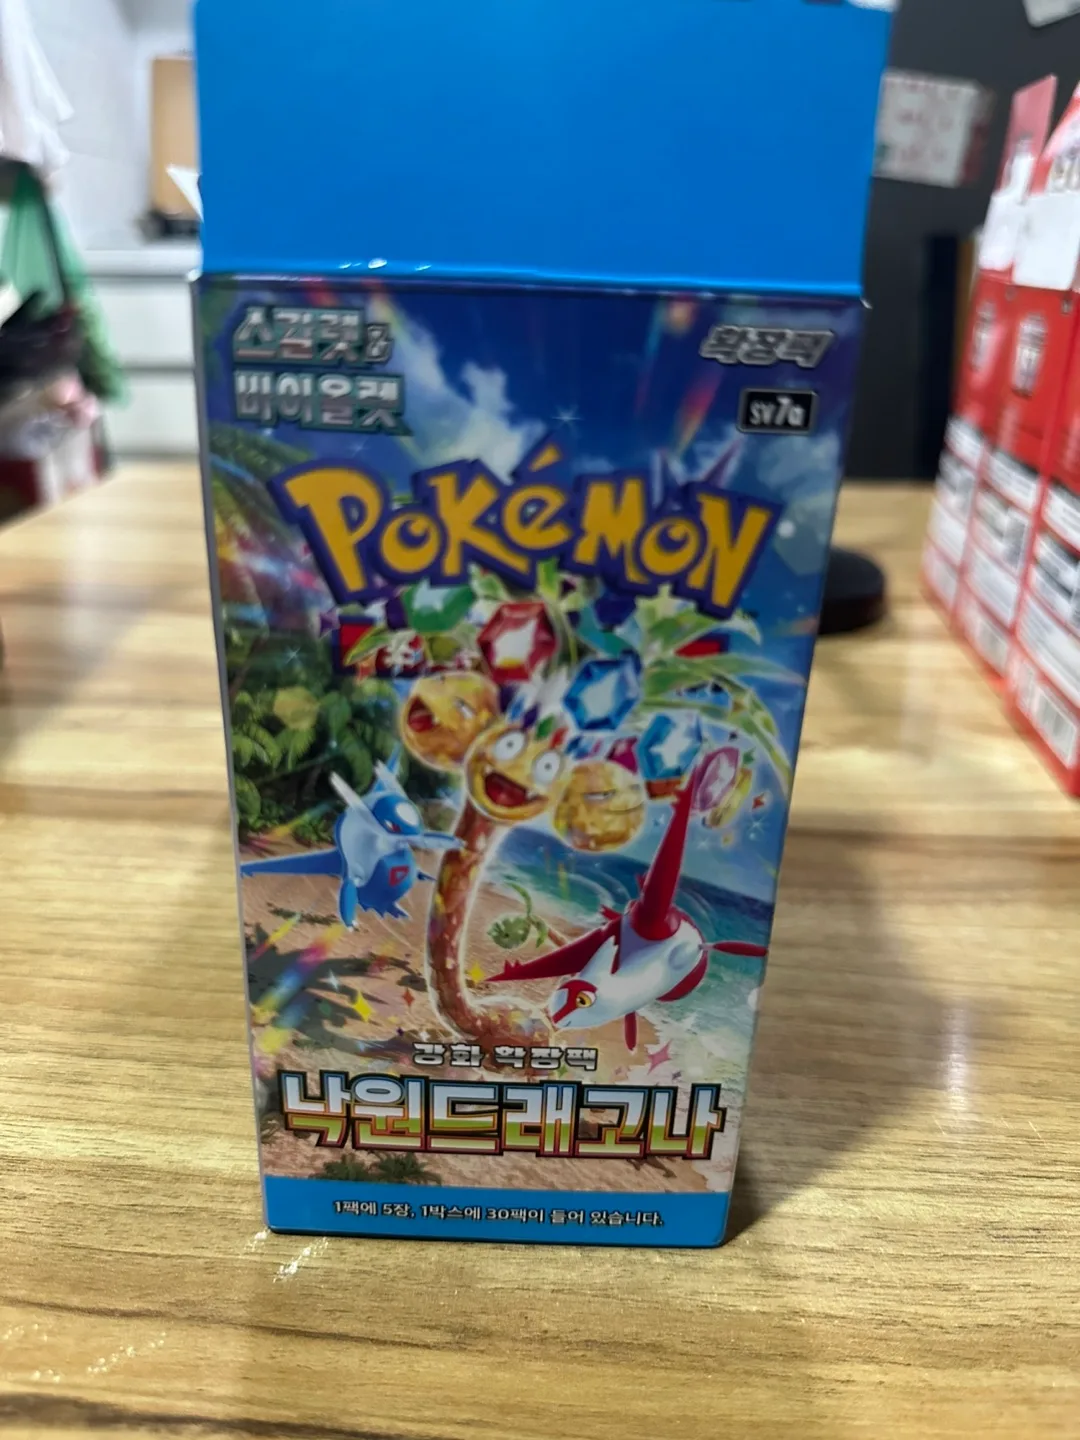 스칼렛&
바이올렛
확장팩
sv7a
POKéMON
강화 확장팩
낙원드래고나
1팩에 5장, 1박스에 30팩이 들어 있습니다.